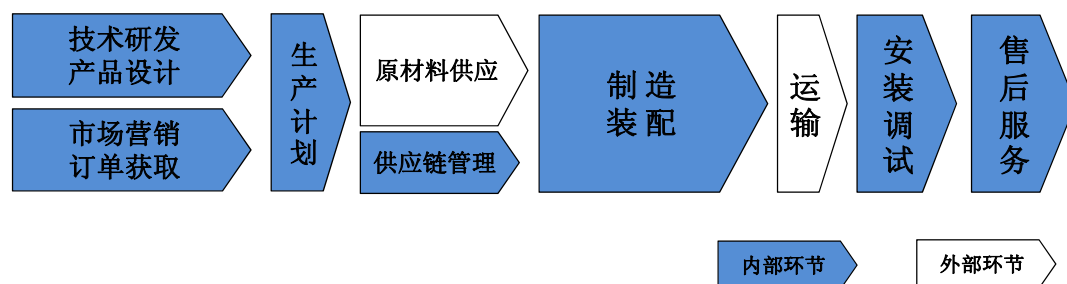 技术研发
产品设计
市场营销
订单获取
生
产
计
划
原材料供应
供应链管理
制 造
装 配
运
输
安
装
调
试
售
后
服
务
内部环节
外部环节